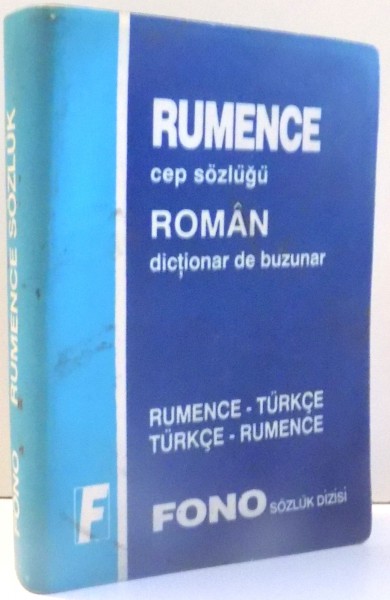 RUMENCE
cep sözlüğü
ROMÂN
dicționar de buzunar
RUMENCE - TÜRKÇE
TÜRKÇE - RUMENCE
F
FONO SÖZLÜK DİZİSİ
FONO RUMENCE SÖZLÜK